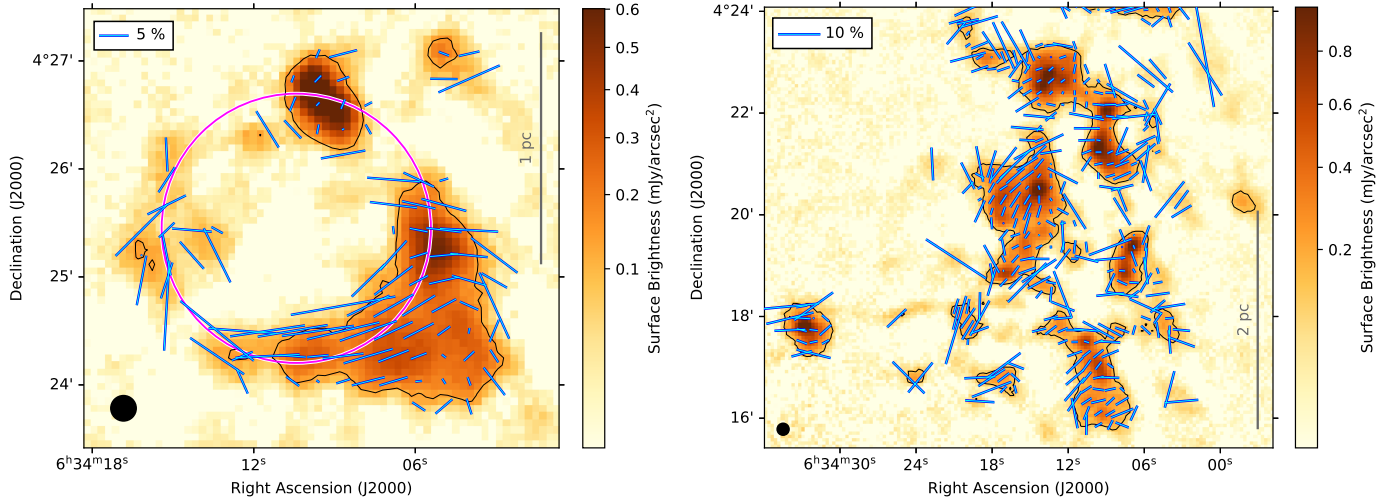 5 %
4°27'
26'
25'
24'
1 pc
6ʰ34ᵐ18ˢ
12ˢ
06ˢ
Right Ascension (J2000)
Declination (J2000)
0.6
0.5
0.4
0.3
0.2
0.1
Surface Brightness (mJy/arcsec²)
10 %
4°24'
22'
20'
18'
16'
2 pc
6ʰ34ᵐ30ˢ
24ˢ
18ˢ
12ˢ
06ˢ
00ˢ
Right Ascension (J2000)
Declination (J2000)
0.8
0.6
0.4
0.2
Surface Brightness (mJy/arcsec²)